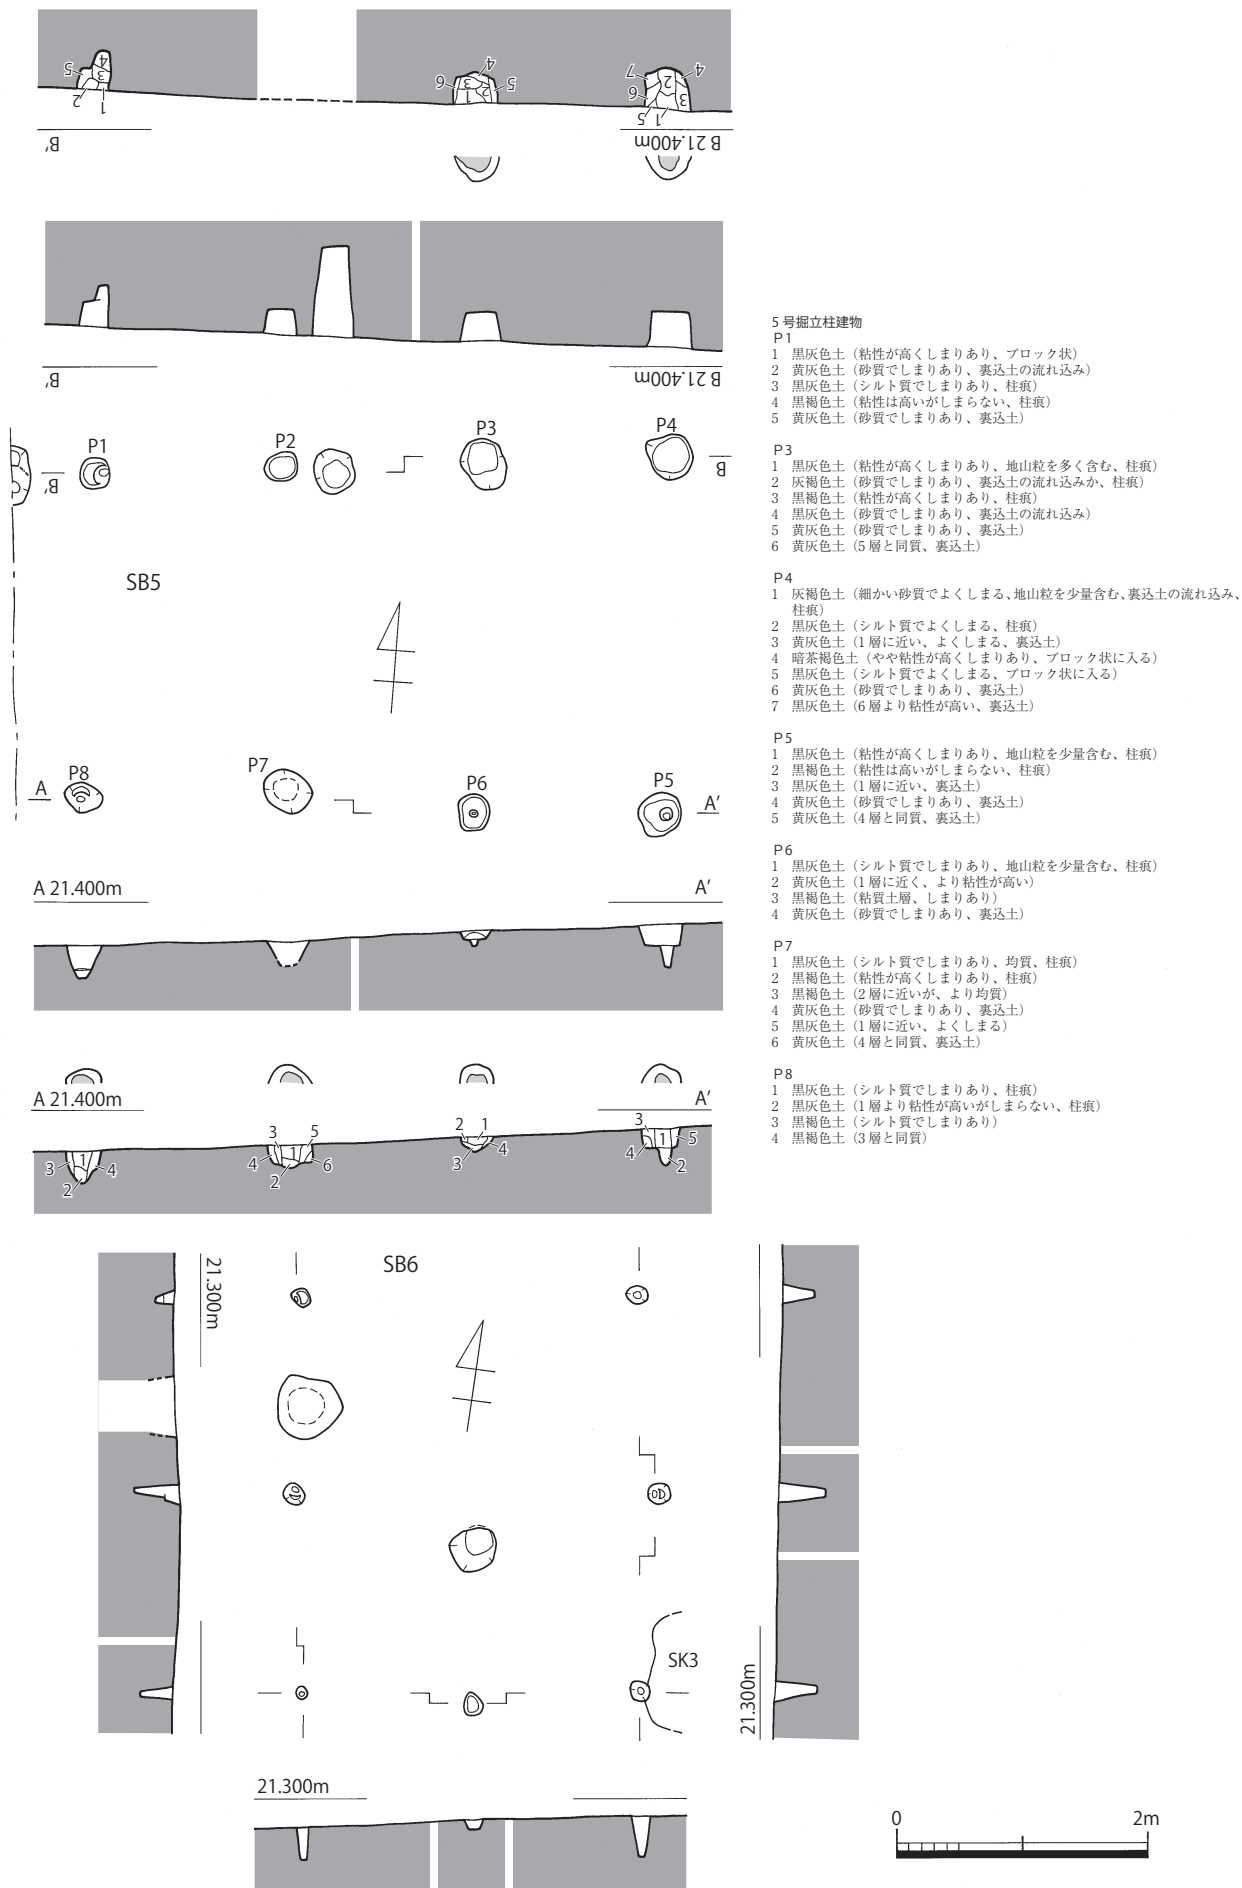 5
4
3
2
1
B′
6
3
4
2
5
1
7
2
4
6
3
5
1
B 21.400m
B′
B 21.400m
P1
P2
P3
P4
B′
B
SB5
A
P8
P7
P6
P5
A′
A 21.400m
A′
A 21.400m
A′
3
1
4
2
3
5
4
1
6
2
2
1
3
4
3
1
5
4
2
5 号掘立柱建物
P1
1 黒灰色土（粘性が高くしまりあり、ブロック状）
2 黄灰色土（砂質でしまりあり、裏込土の流れ込み）
3 黒灰色土（シルト質でしまりあり、柱痕）
4 黒褐色土（粘性は高いがしまらない、柱痕）
5 黄灰色土（砂質でしまりあり、裏込土）
P3
1 黒灰色土（粘性が高くしまりあり、地山粒を多く含む、柱痕）
2 灰褐色土（砂質でしまりあり、裏込土の流れ込みか、柱痕）
3 黒褐色土（粘性が高くしまりあり、柱痕）
4 黒灰色土（砂質でしまりあり、裏込土の流れ込み）
5 黄灰色土（砂質でしまりあり、裏込土）
6 黄灰色土（5 層と同質、裏込土）
P4
1 灰褐色土（細かい砂質でよくしまる、地山粒を少量含む、裏込土の流れ込み、
柱痕）
2 黒灰色土（シルト質でよくしまる、柱痕）
3 黄灰色土（1 層に近い、よくしまる、裏込土）
4 暗茶褐色土（やや粘性が高くしまりあり、ブロック状に入る）
5 黒灰色土（シルト質でよくしまる、ブロック状に入る）
6 黄灰色土（砂質でしまりあり、裏込土）
7 黒灰色土（6 層より粘性が高い、裏込土）
P5
1 黒灰色土（粘性が高くしまりあり、地山粒を少量含む、柱痕）
2 黒褐色土（粘性は高いがしまらない、柱痕）
3 黒灰色土（1 層に近い、裏込土）
4 黄灰色土（砂質でしまりあり、裏込土）
5 黄灰色土（4 層と同質、裏込土）
P6
1 黒灰色土（シルト質でしまりあり、地山粒を少量含む、柱痕）
2 黄灰色土（1 層に近く、より粘性が高い）
3 黒褐色土（粘質土層、しまりあり）
4 黄灰色土（砂質でしまりあり、裏込土）
P7
1 黒灰色土（シルト質でしまりあり、均質、柱痕）
2 黒褐色土（粘性が高くしまりあり、柱痕）
3 黒褐色土（2 層に近いが、より均質）
4 黄灰色土（砂質でしまりあり、裏込土）
5 黒灰色土（1 層に近い、よくしまる）
6 黄灰色土（4 層と同質、裏込土）
P8
1 黒灰色土（シルト質でしまりあり、柱痕）
2 黒灰色土（1 層より粘性が高いがしまらない、柱痕）
3 黒褐色土（シルト質でしまりあり）
4 黒褐色土（3 層と同質）
21.300m
SB6
SK3
21.300m
21.300m
0
2m